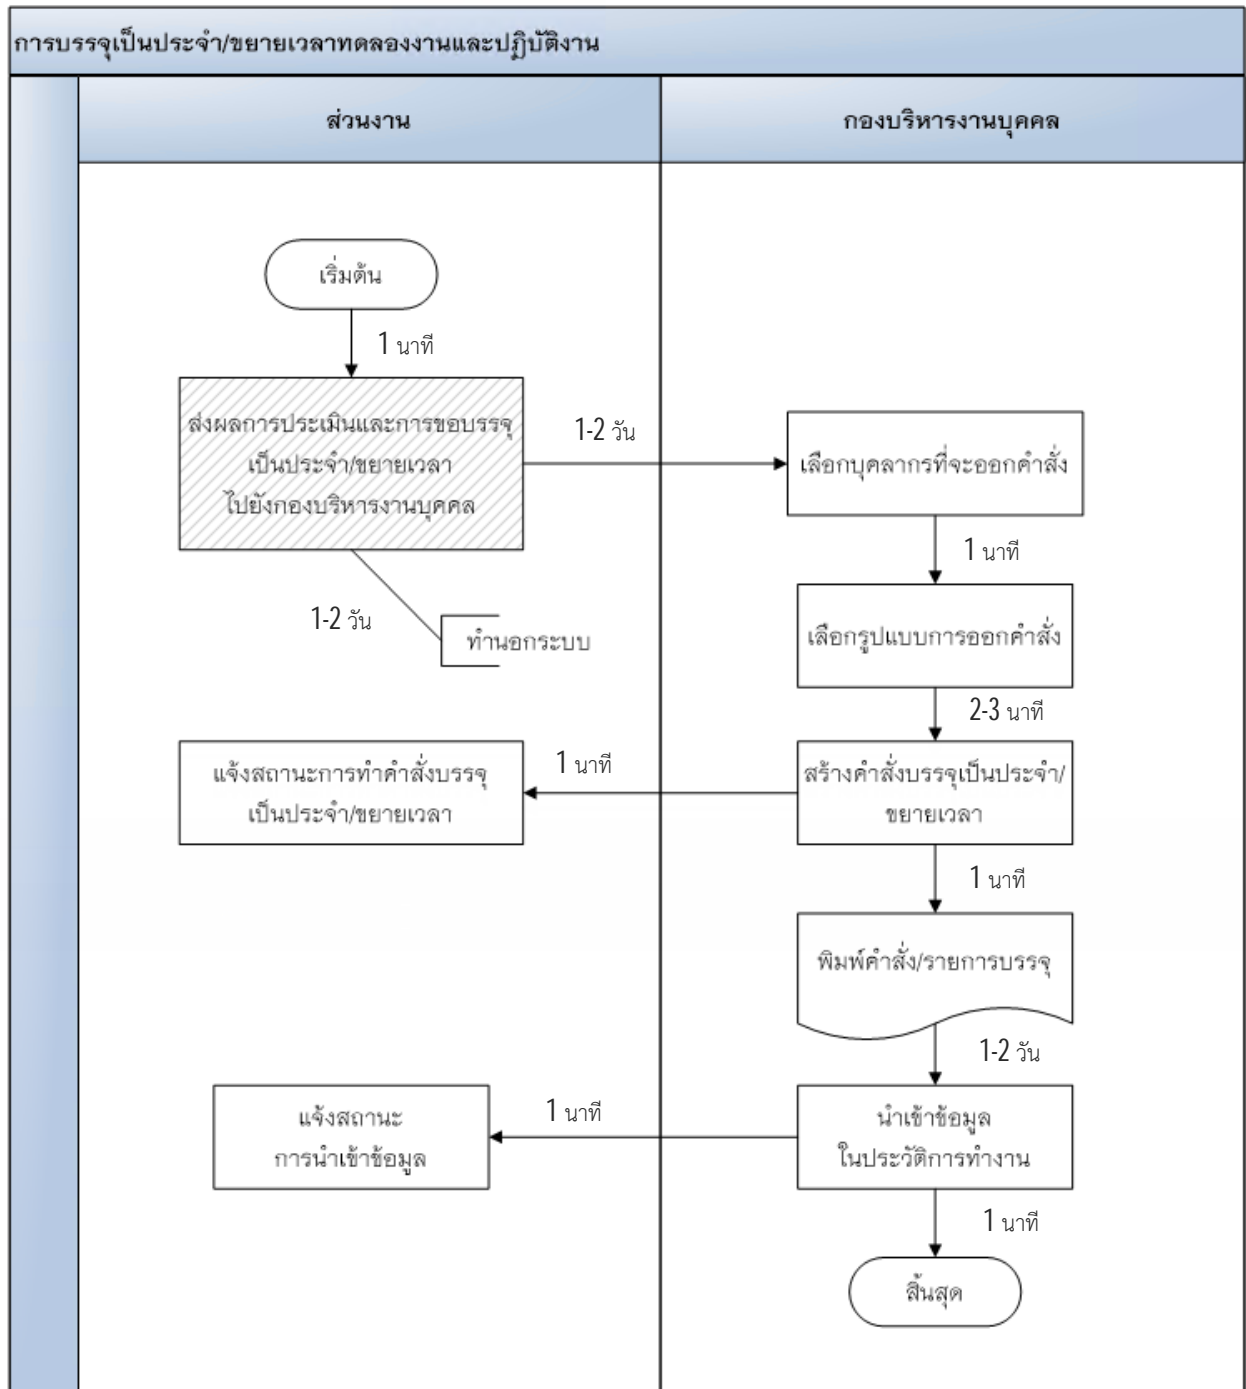 การบรรจุเป็นประจำ/ขยายเวลาทดลองงานและปฏิบัติงาน
ส่วนงาน
กองบริหารงานบุคคล
เริ่มต้น
1 นาที
ส่งผลการประเมินและการขอบรรจุ
เป็นประจำ/ขยายเวลา
ไปยังกองบริหารงานบุคคล
1-2 วัน
เลือกบุคลากรที่จะออกคำสั่ง
1 นาที
1-2 วัน
ทำนอกระบบ
เลือกรูปแบบการออกคำสั่ง
2-3 นาที
แจ้งสถานะการทำคำสั่งบรรจุ
เป็นประจำ/ขยายเวลา
1 นาที
สร้างคำสั่งบรรจุเป็นประจำ/
ขยายเวลา
1 นาที
พิมพ์คำสั่ง/รายการบรรจุ
1-2 วัน
แจ้งสถานะ
การนำเข้าข้อมูล
1 นาที
นำเข้าข้อมูล
ในประวัติการทำงาน
1 นาที
สิ้นสุด